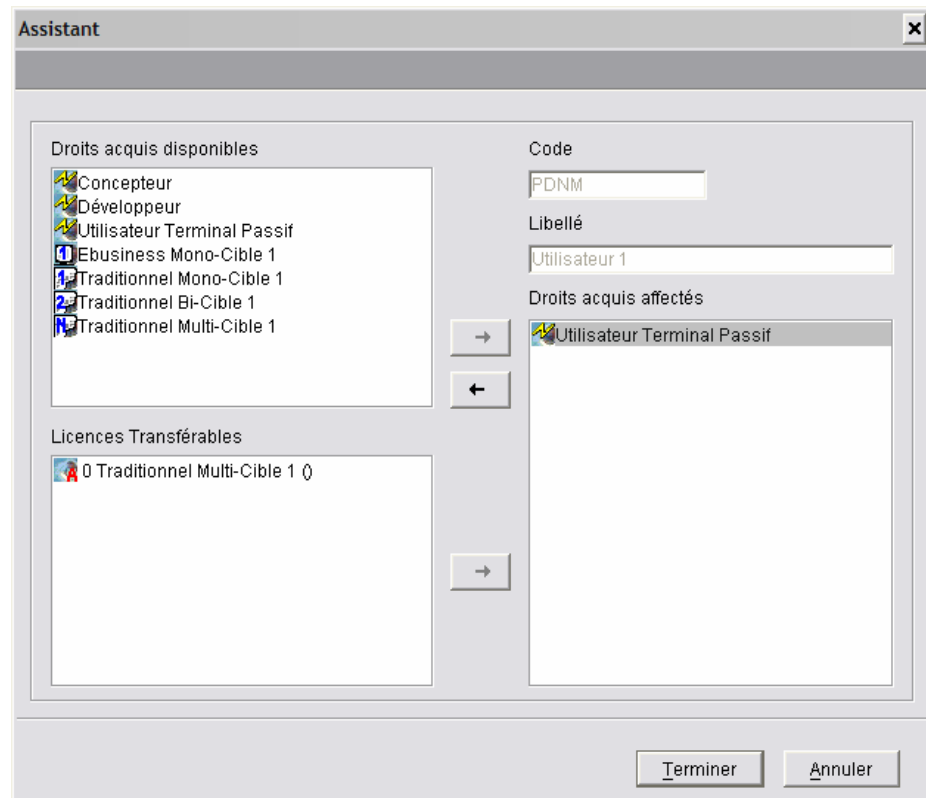 Assistant
Droits acquis disponibles
Concepteur
Développeur
Utilisateur Terminal Passif
Ebusiness Mono-Cible 1
Traditionnel Mono-Cible 1
Traditionnel Bi-Cible 1
Traditionnel Multi-Cible 1
Licences Transférables
0 Traditionnel Multi-Cible 1 ()
Code
PDNM
Libellé
Utilisateur 1
Droits acquis affectés
Utilisateur Terminal Passif
Terminer
Annuler